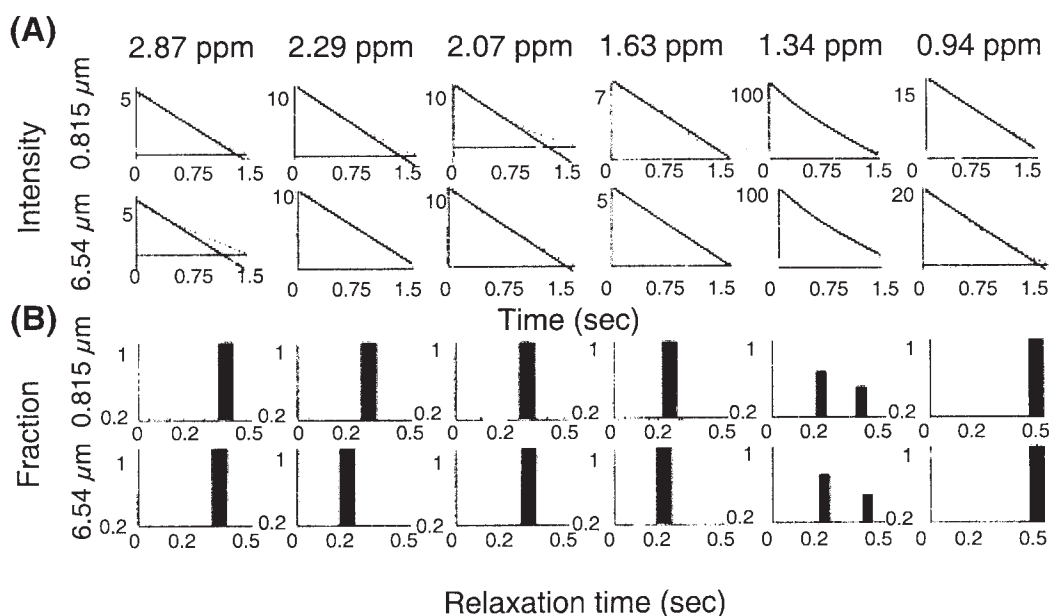 (A)
2.87 ppm 2.29 ppm 2.07 ppm 1.63 ppm 1.34 ppm 0.94 ppm
Intensity
0.815 μm
5 10 10 7 100 15
0 0.75 1.5 0 0.75 1.5 0 0.75 1.5 0 0.75 1.5 0 0.75 1.5 0 0.75 1.5
6.54 μm
5 10 10 5 100 20
0 0.75 1.5 0 0.75 1.5 0 0.75 1.5 0 0.75 1.5 0 0.75 1.5 0 0.75 1.5
Time (sec)
(B)
Fraction
0.815 μm
1 1 1 1 1 1
0.2 0.2 0.2 0.2 0.2 0.2
0 0.2 0.5 0 0.2 0.5 0 0.2 0.5 0 0.2 0.5 0 0.2 0.5 0 0.2 0.5
6.54 μm
1 1 1 1 1 1
0.2 0.2 0.2 0.2 0.2 0.2
0 0.2 0.5 0 0.2 0.5 0 0.2 0.5 0 0.2 0.5 0 0.2 0.5 0 0.2 0.5
Relaxation time (sec)